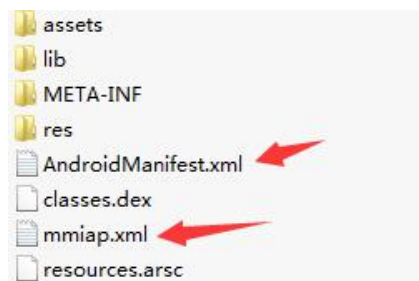 assets
lib
META-INF
res
AndroidManifest.xml
classes.dex
mmiap.xml
resources.arsc